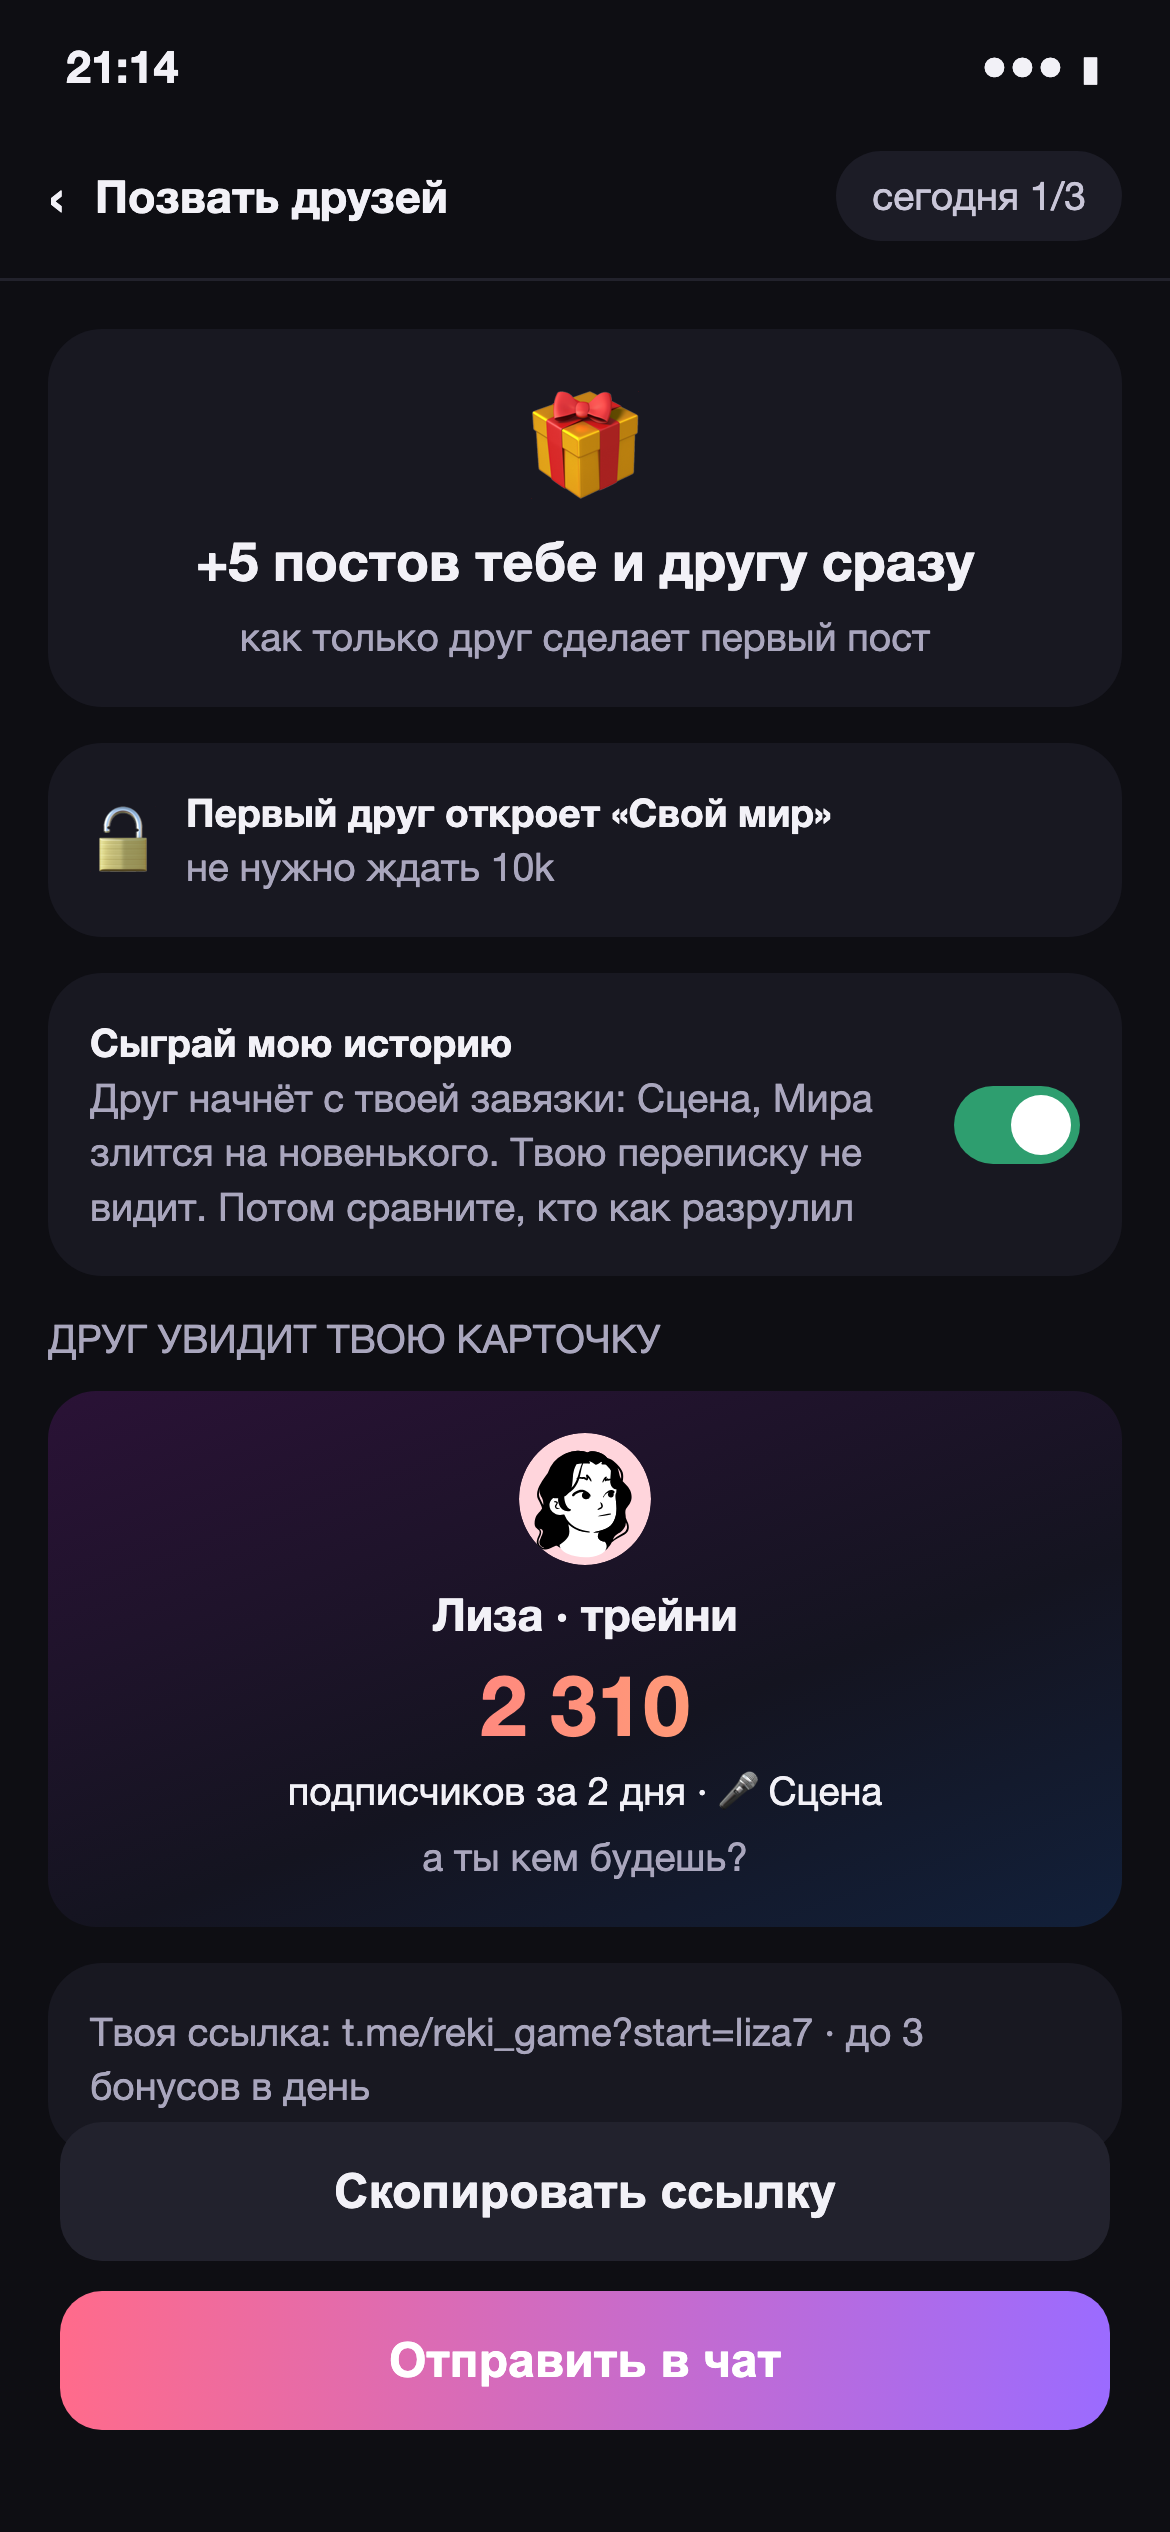 21:14
‹ Позвать друзей
сегодня 1/3
+5 постов тебе и другу сразу
как только друг сделает первый пост
Первый друг откроет «Свой мир»
не нужно ждать 10k
Сыграй мою историю
Друг начнёт с твоей завязки: Сцена, Мира
злится на новенького. Твою переписку не
видит. Потом сравните, кто как разрулил
ДРУГ УВИДИТ ТВОЮ КАРТОЧКУ
Лиза · трейни
2 310
подписчиков за 2 дня · 🎤 Сцена
а ты кем будешь?
Твоя ссылка: t.me/reki_game?start=liza7 · до 3
бонусов в день
Скопировать ссылку
Отправить в чат